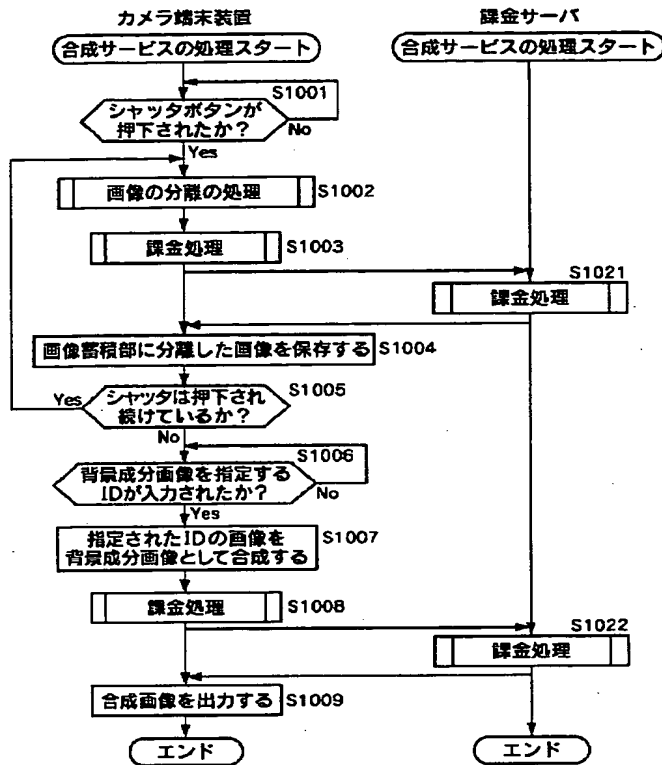 カメラ端末装置
課金サーバ
合成サービスの処理スタート
合成サービスの処理スタート
S1001
シャッタボタンが
押下されたか?
No
Yes
画像の分離の処理
S1002
課金処理
S1003
S1021
課金処理
画像蓄積部に分離した画像を保存する
S1004
シャッタは押下され
続けているか?
S1005
Yes
No
S1006
背景成分画像を指定する
IDが入力されたか?
No
Yes
指定されたIDの画像を
背景成分画像として合成する
S1007
課金処理
S1008
S1022
課金処理
合成画像を出力する
S1009
エンド
エンド